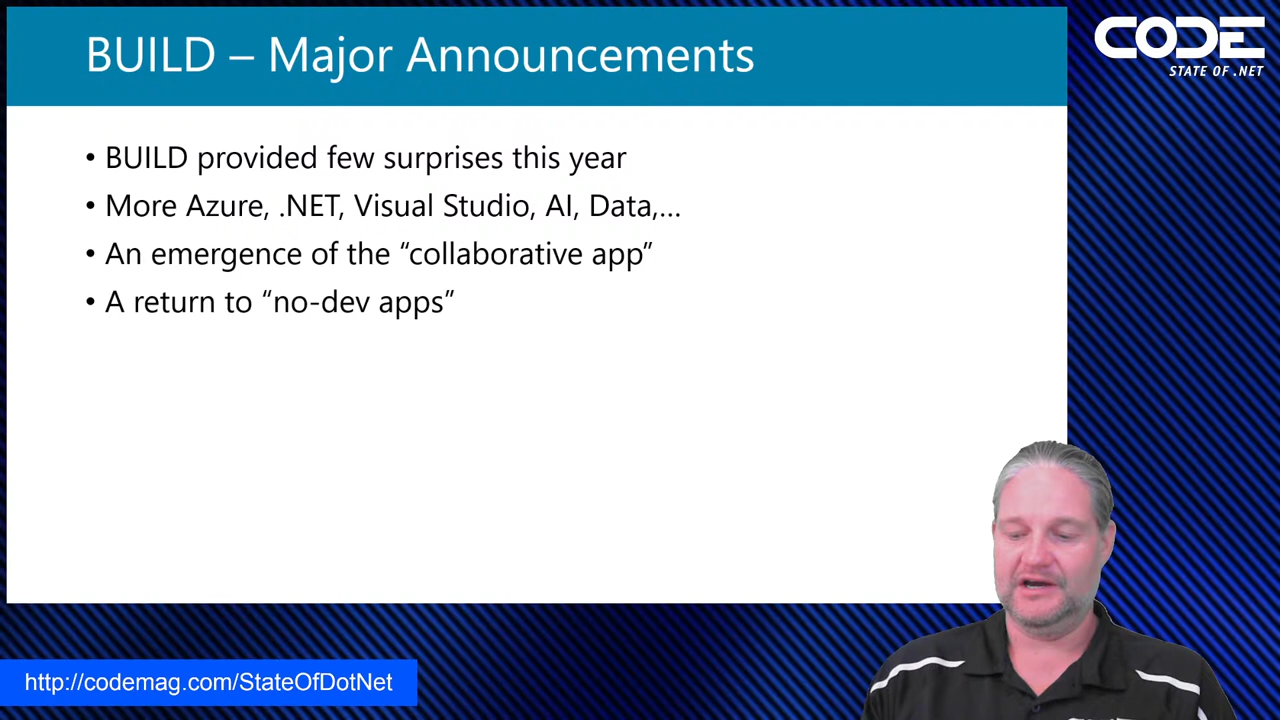 BUILD – Major Announcements
CODE
STATE OF .NET
• BUILD provided few surprises this year
• More Azure, .NET, Visual Studio, AI, Data,...
• An emergence of the “collaborative app”
• A return to “no-dev apps”
http://codemag.com/StateOfDotNet